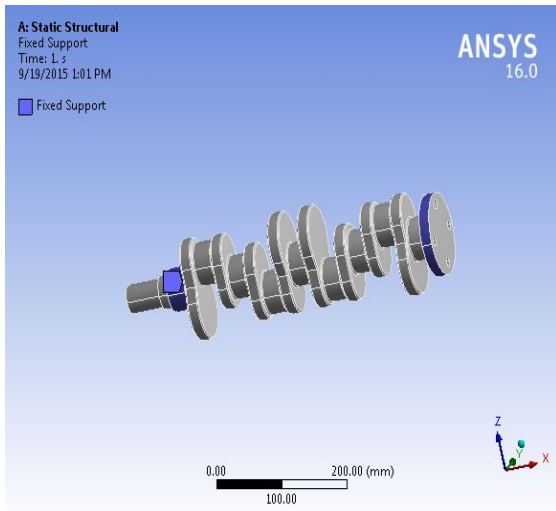 A: Static Structural
Fixed Support
Time: 1. s
9/19/2015 1:01 PM
Fixed Support
ANSYS
16.0
Z
Y
X
0.00
200.00 (mm)
100.00